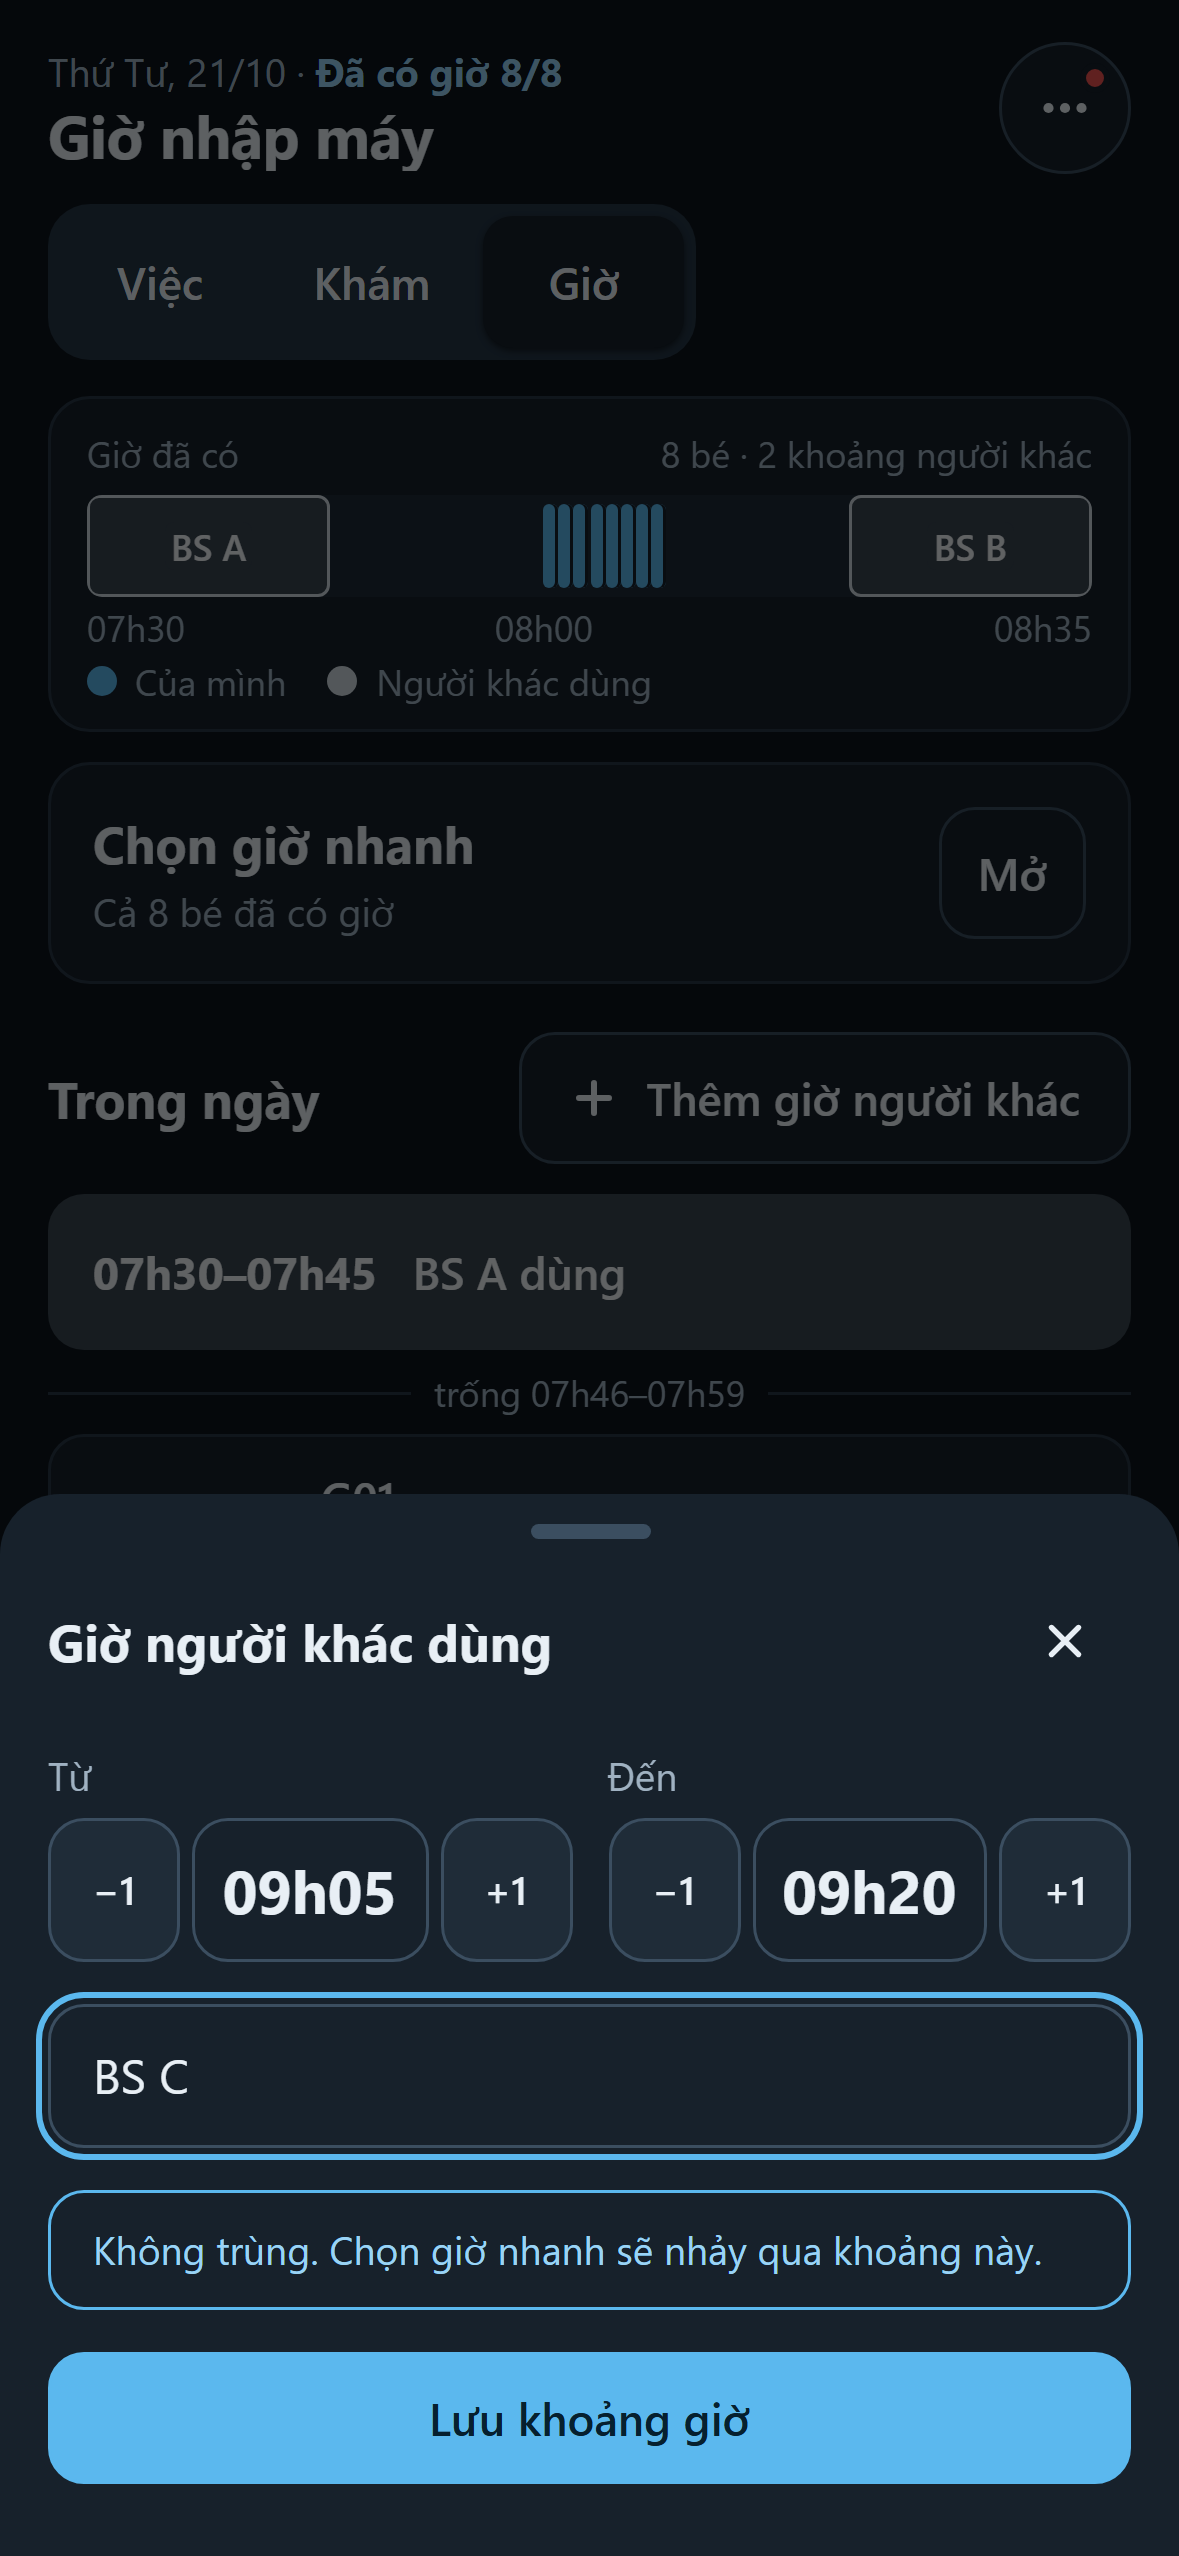 Thứ Tư, 21/10 · Đã có giờ 8/8
Giờ nhập máy
Việc Khám Giờ
Giờ đã có 8 bé · 2 khoảng người khác
BS A BS B
07h30 08h00 08h35
Của mình Người khác dùng
Chọn giờ nhanh
Cả 8 bé đã có giờ
Mở
Trong ngày
+ Thêm giờ người khác
07h30–07h45 BS A dùng
trống 07h46–07h59
G01
Giờ người khác dùng
Từ Đến
−1 09h05 +1 −1 09h20 +1
BS C
Không trùng. Chọn giờ nhanh sẽ nhảy qua khoảng này.
Lưu khoảng giờ